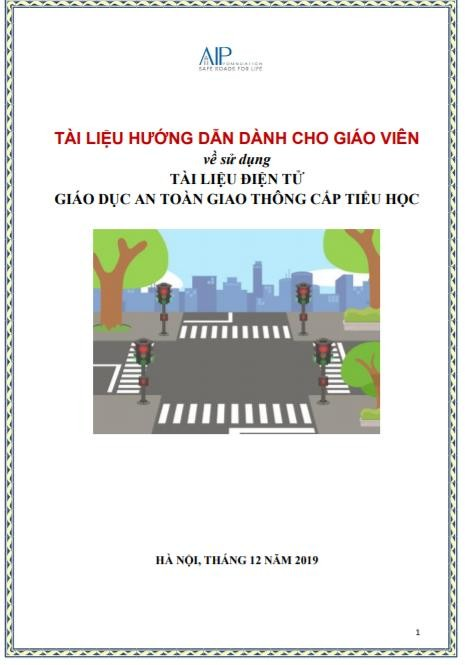 AIP
FOUNDATION
SAFE ROADS FOR LIFE
TÀI LIỆU HƯỚNG DẪN DÀNH CHO GIÁO VIÊN
về sử dụng
TÀI LIỆU ĐIỆN TỬ
GIÁO DỤC AN TOÀN GIAO THÔNG CẤP TIỂU HỌC
HÀ NỘI, THÁNG 12 NĂM 2019
1